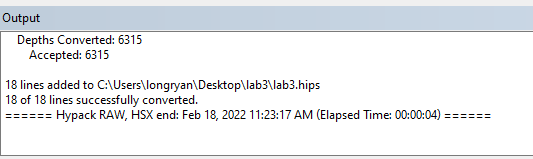 Output
Depths Converted: 6315
Accepted: 6315
18 lines added to C:\Users\longryan\Desktop\lab3\lab3.hips
18 of 18 lines successfully converted.
====== Hypack RAW, HSX end: Feb 18, 2022 11:23:17 AM (Elapsed Time: 00:00:04) ======